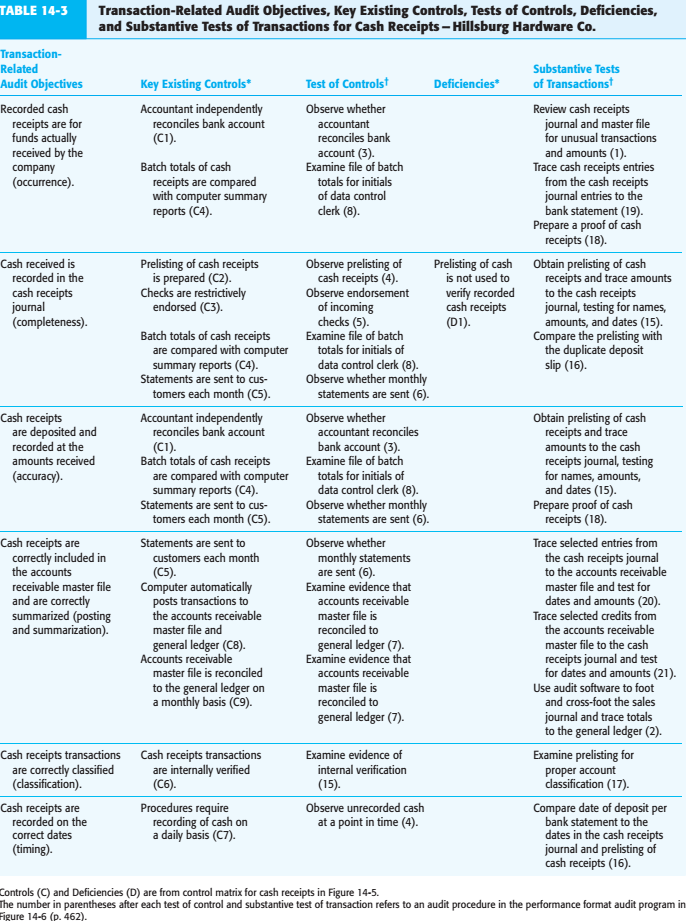 TABLE 14-3
Transaction-Related Audit Objectives, Key Existing Controls, Tests of Controls, Deficiencies,
and Substantive Tests of Transactions for Cash Receipts – Hillsburg Hardware Co.
Transaction-
Related
Audit Objectives
Key Existing Controls*
Test of Controls†
Deficiencies*
Substantive Tests
of Transactions†
Recorded cash
receipts are for
funds actually
received by the
company
(occurrence).
Accountant independently
reconciles bank account
(C1).
Batch totals of cash
receipts are compared
with computer summary
reports (C4).
Observe whether
accountant
reconciles bank
account (3).
Examine file of batch
totals for initials
of data control
clerk (8).
Review cash receipts
journal and master file
for unusual transactions
and amounts (1).
Trace cash receipts entries
from the cash receipts
journal entries to the
bank statement (19).
Prepare a proof of cash
receipts (18).
Cash received is
recorded in the
cash receipts
journal
(completeness).
Prelisting of cash receipts
is prepared (C2).
Checks are restrictively
endorsed (C3).
Batch totals of cash receipts
are compared with computer
summary reports (C4).
Statements are sent to cus-
tomers each month (C5).
Observe prelisting of
cash receipts (4).
Observe endorsement
of incoming
checks (5).
Examine file of batch
totals for initials of
data control clerk (8).
Observe whether monthly
statements are sent (6).
Prelisting of cash
is not used to
verify recorded
cash receipts
(D1).
Obtain prelisting of cash
receipts and trace amounts
to the cash receipts
journal, testing for names,
amounts, and dates (15).
Compare the prelisting with
the duplicate deposit
slip (16).
Cash receipts
are deposited and
recorded at the
amounts received
(accuracy).
Accountant independently
reconciles bank account
(C1).
Batch totals of cash receipts
are compared with computer
summary reports (C4).
Statements are sent to cus-
tomers each month (C5).
Observe whether
accountant reconciles
bank account (3).
Examine file of batch
totals for initials of
data control clerk (8).
Observe whether monthly
statements are sent (6).
Obtain prelisting of cash
receipts and trace
amounts to the cash
receipts journal, testing
for names, amounts,
and dates (15).
Prepare proof of cash
receipts (18).
Cash receipts are
correctly included in
the accounts
receivable master file
and are correctly
summarized (posting
and summarization).
Statements are sent to
customers each month
(C5).
Computer automatically
posts transactions to
the accounts receivable
master file and
general ledger (C8).
Accounts receivable
master file is reconciled
to the general ledger on
a monthly basis (C9).
Observe whether
monthly statements
are sent (6).
Examine evidence that
accounts receivable
master file is
reconciled to
general ledger (7).
Examine evidence that
accounts receivable
master file is
reconciled to
general ledger (7).
Trace selected entries from
the cash receipts journal
to the accounts receivable
master file and test for
dates and amounts (20).
Trace selected credits from
the accounts receivable
master file to the cash
receipts journal and test
for dates and amounts (21).
Use audit software to foot
and cross-foot the sales
journal and trace totals
to the general ledger (2).
Cash receipts transactions
are correctly classified
(classification).
Cash receipts transactions
are internally verified
(C6).
Examine evidence of
internal verification
(15).
Examine prelisting for
proper account
classification (17).
Cash receipts are
recorded on the
correct dates
(timing).
Procedures require
recording of cash on
a daily basis (C7).
Observe unrecorded cash
at a point in time (4).
Compare date of deposit per
bank statement to the
dates in the cash receipts
journal and prelisting of
cash receipts (16).
Controls (C) and Deficiencies (D) are from control matrix for cash receipts in Figure 14-5.
The number in parentheses after each test of control and substantive test of transaction refers to an audit procedure in the performance format audit program in
Figure 14-6 (p. 462).